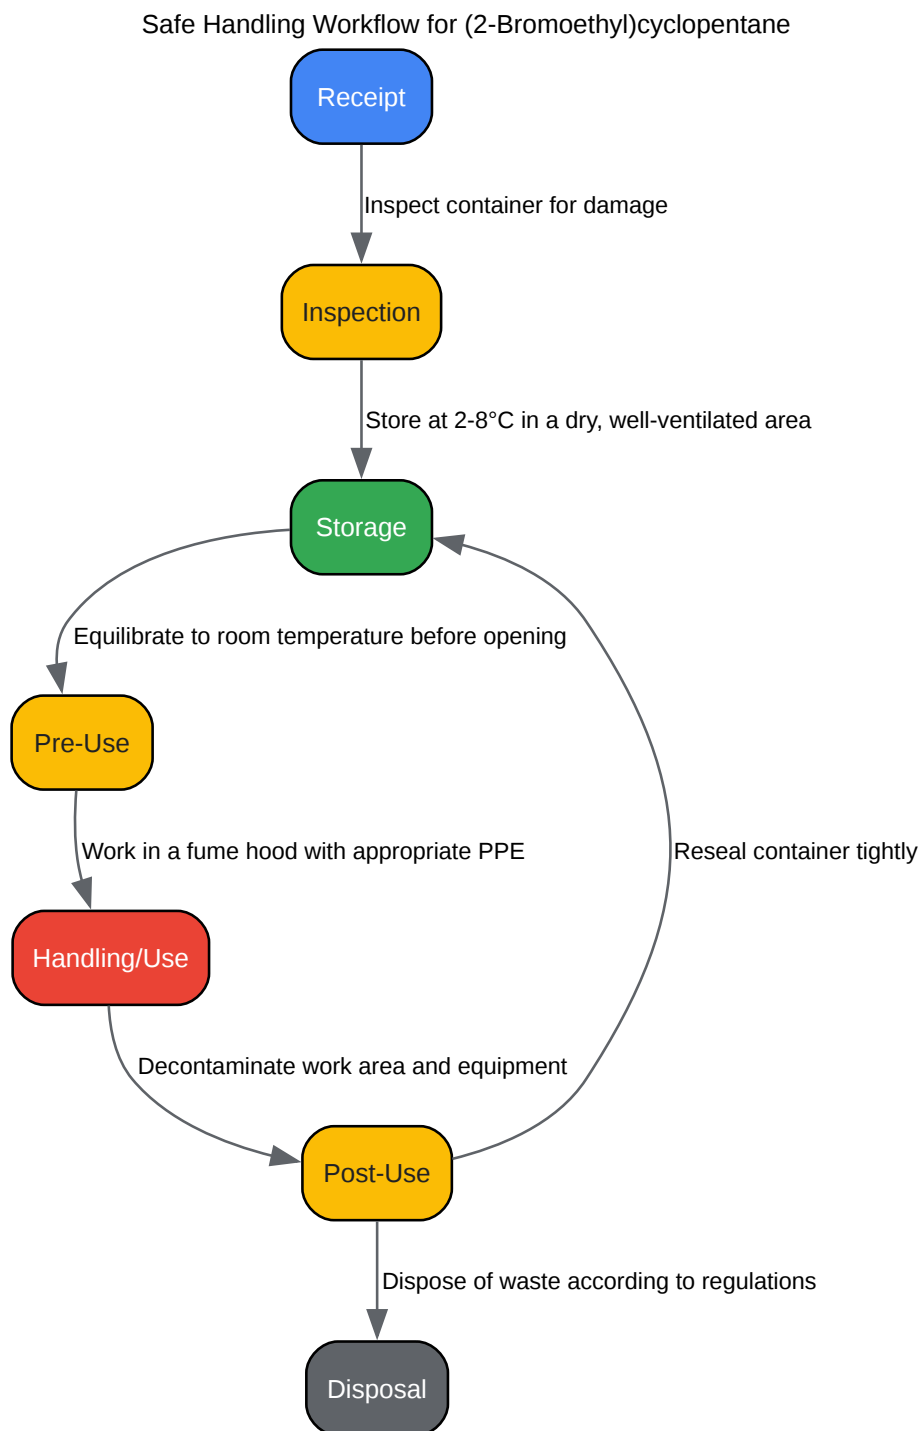 Safe Handling Workflow for (2-Bromoethyl)cyclopentane
Receipt
Inspect container for damage
Inspection
Store at 2-8°C in a dry, well-ventilated area
Storage
Equilibrate to room temperature before opening
Pre-Use
Work in a fume hood with appropriate PPE
Reseal container tightly
Handling/Use
Decontaminate work area and equipment
Post-Use
Dispose of waste according to regulations
Disposal